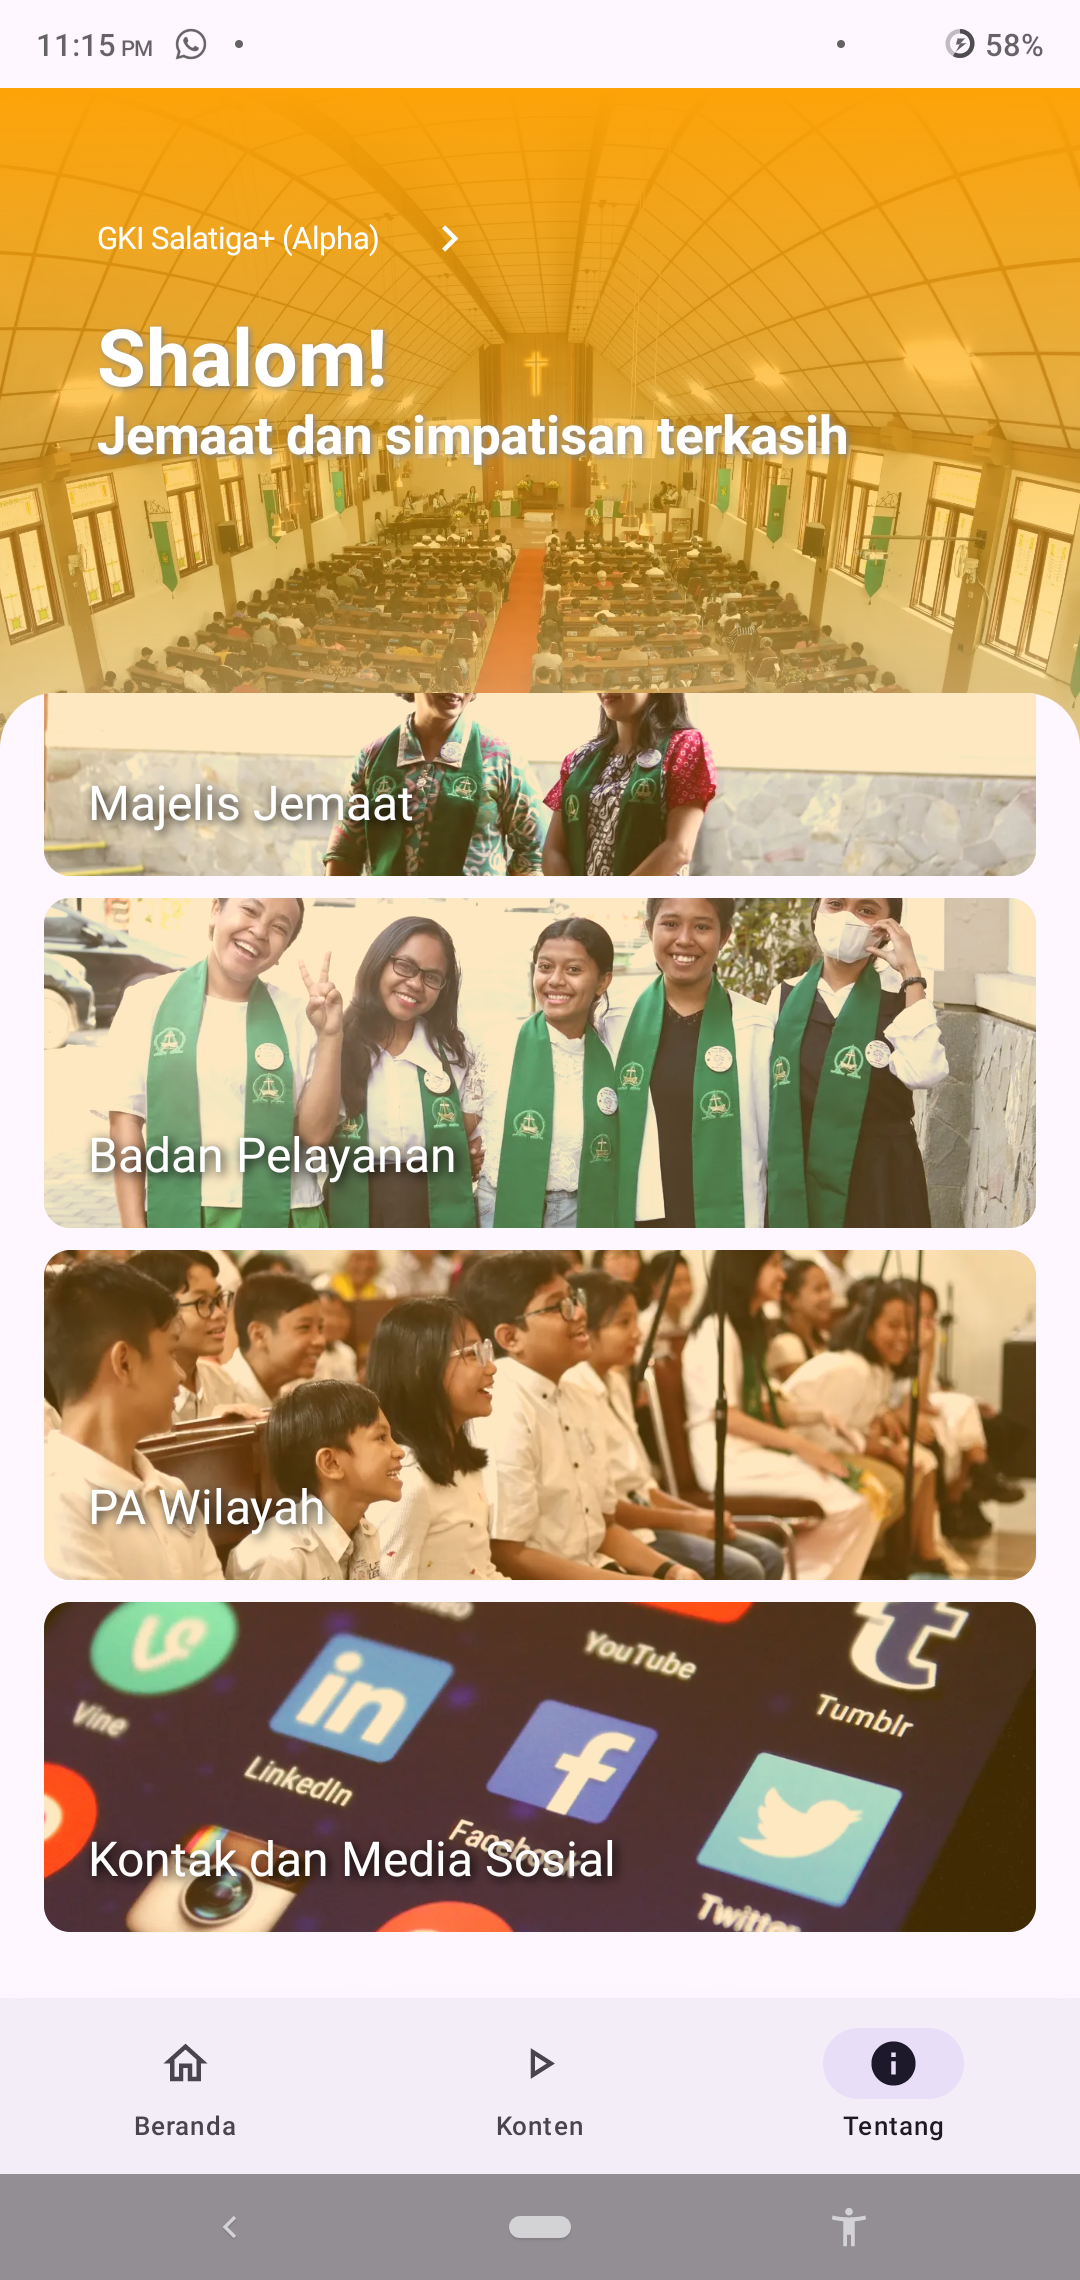 11:15 PM
58%
GKI Salatiga+ (Alpha)
Shalom!
Jemaat dan simpatisan terkasih
Majelis Jemaat
Badan Pelayanan
PA Wilayah
YouTube
Tumblr
Vine
LinkedIn
Facebook
Kontak dan Media Sosial
Twitter
Beranda
Konten
Tentang